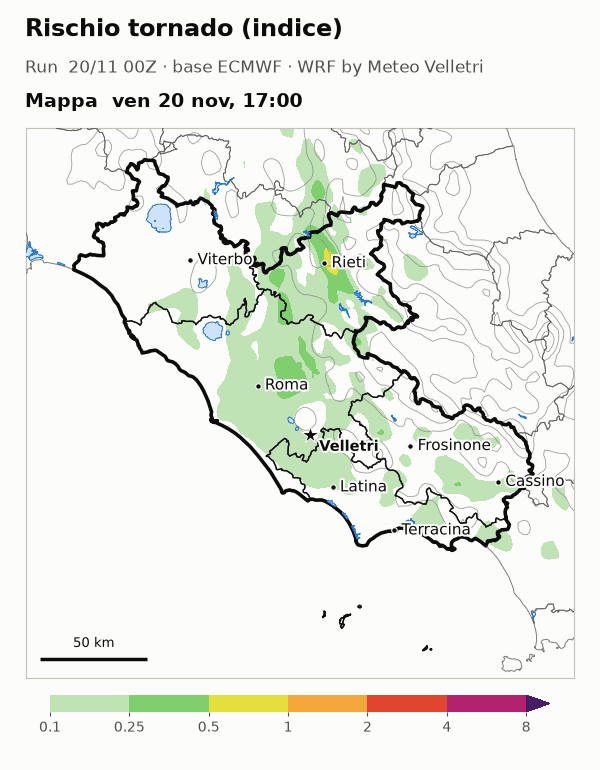 Rischio tornado (indice)
Run  20/11 00Z · base ECMWF · WRF by Meteo Velletri
Mappa  ven 20 nov, 17:00
Viterbo
Rieti
Roma
Velletri
Frosinone
Latina
Cassino
Terracina
50 km
0.1 0.25 0.5 1 2 4 8